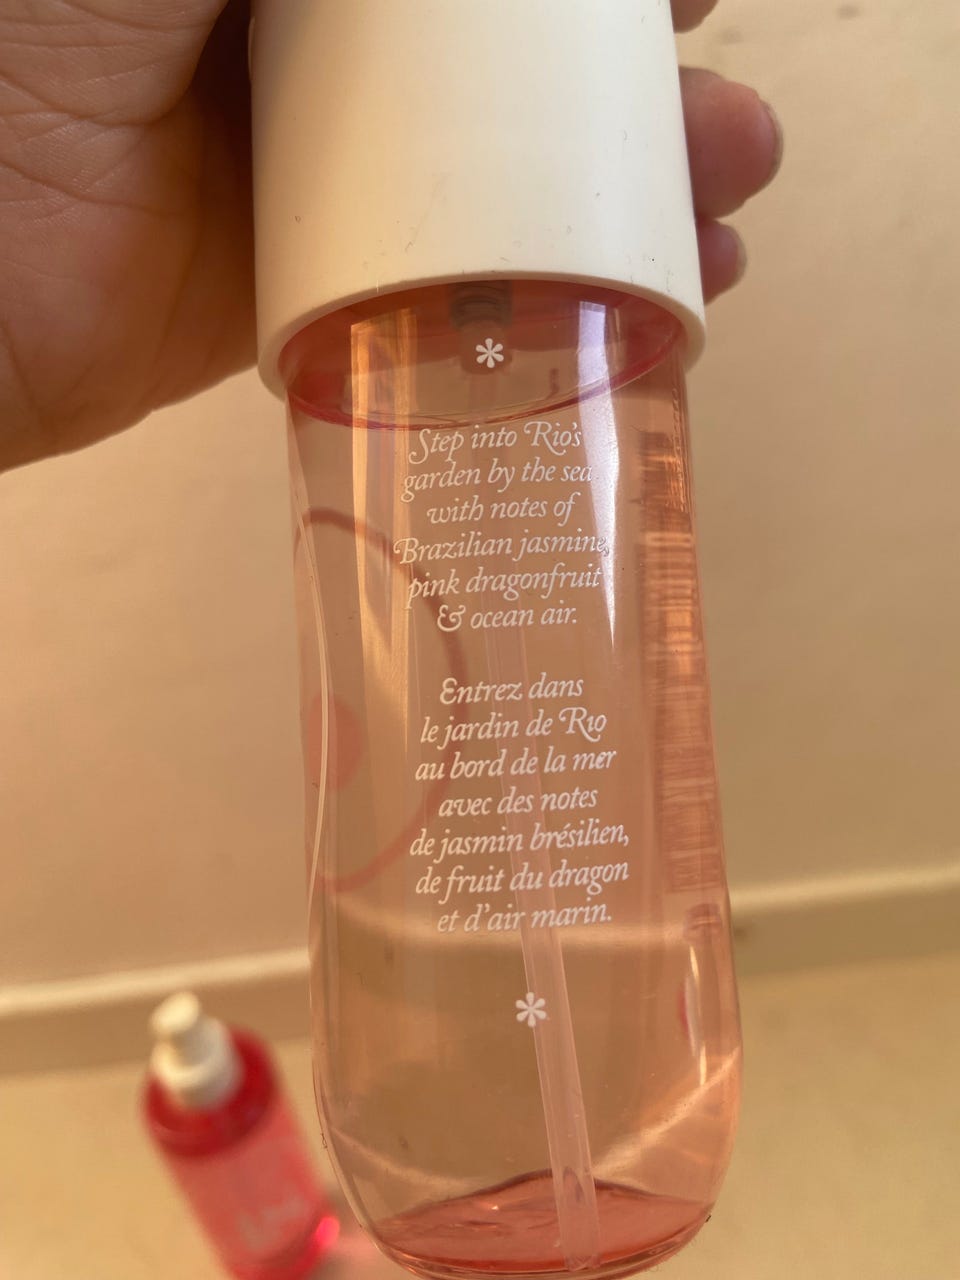 *
Step into Rio's
garden by the sea
with notes of
Brazilian jasmine,
pink dragonfruit
& ocean air.
Entrez dans
le jardin de Rio
au bord de la mer
avec des notes
de jasmin brésilien,
de fruit du dragon
et d'air marin.
*